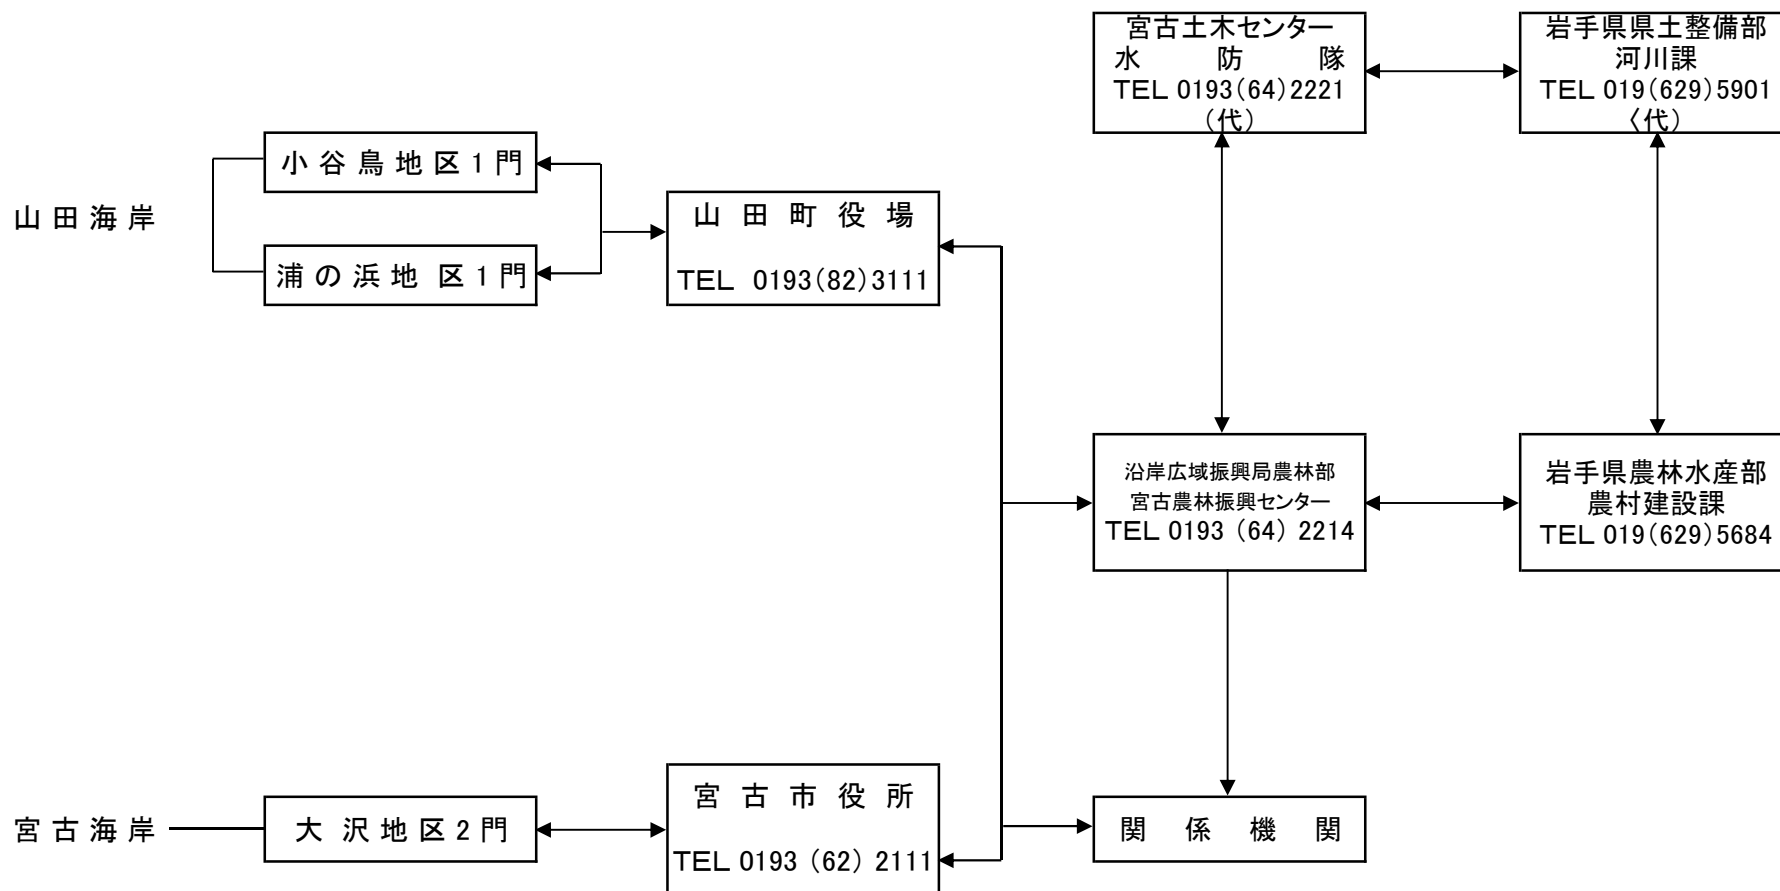 宮古土木センター
水 防 隊
TEL 0193(64)2221
(代)
岩手県県土整備部
河川課
TEL 019(629)5901
〈代)
小 谷 鳥 地 区 1 門
山 田 海 岸
浦 の 浜 地 区 1 門
山 田 町 役 場
TEL 0193(82)3111
沿岸広域振興局農林部
宮古農林振興センター
TEL 0193 (64) 2214
岩手県農林水産部
農村建設課
TEL 019(629)5684
宮 古 海 岸
大 沢 地 区 2 門
宮 古 市 役 所
TEL 0193 (62) 2111
関 係 機 関